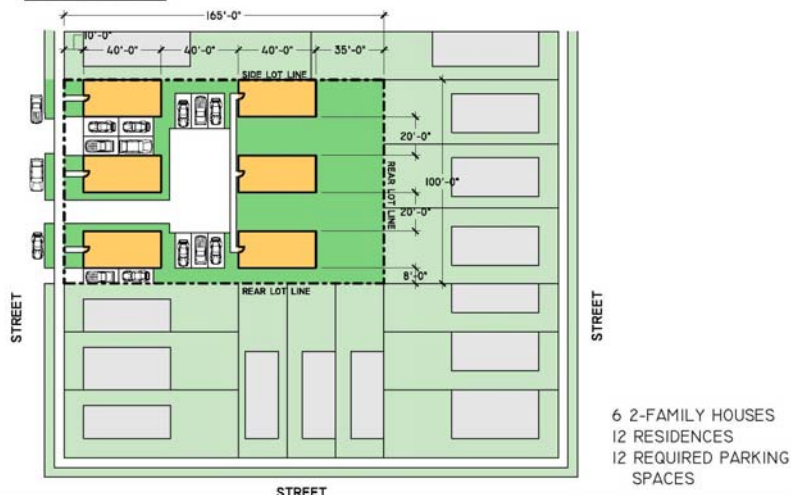 165'-0"
10'-0"
40'-0" 40'-0" 40'-0" 35'-0"
SIDE LOT LINE
20'-0"
REAR LOT LINE
100'-0"
20'-0"
8'-0"
REAR LOT LINE
STREET
STREET
6 2-FAMILY HOUSES
12 RESIDENCES
12 REQUIRED PARKING
SPACES
STREET